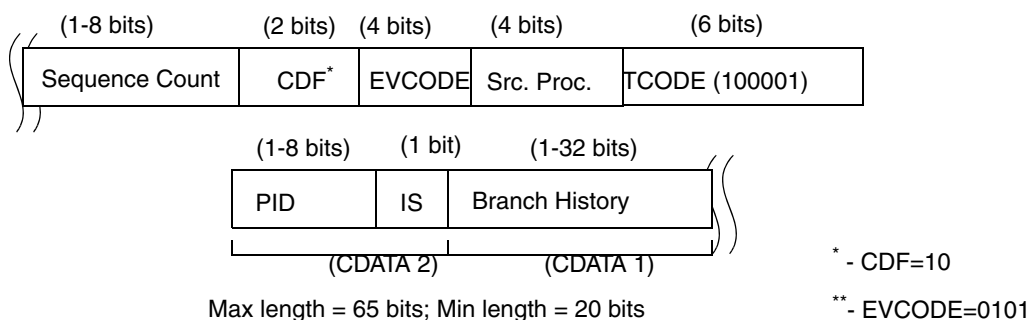 (1-8 bits) (2 bits) (4 bits) (4 bits) (6 bits)
Sequence Count CDF* EVCODE Src. Proc. TCODE (100001)
(1-8 bits) (1 bit) (1-32 bits)
PID IS Branch History
(CDATA 2) (CDATA 1)
* - CDF=10
Max length = 65 bits; Min length = 20 bits
**- EVCODE=0101